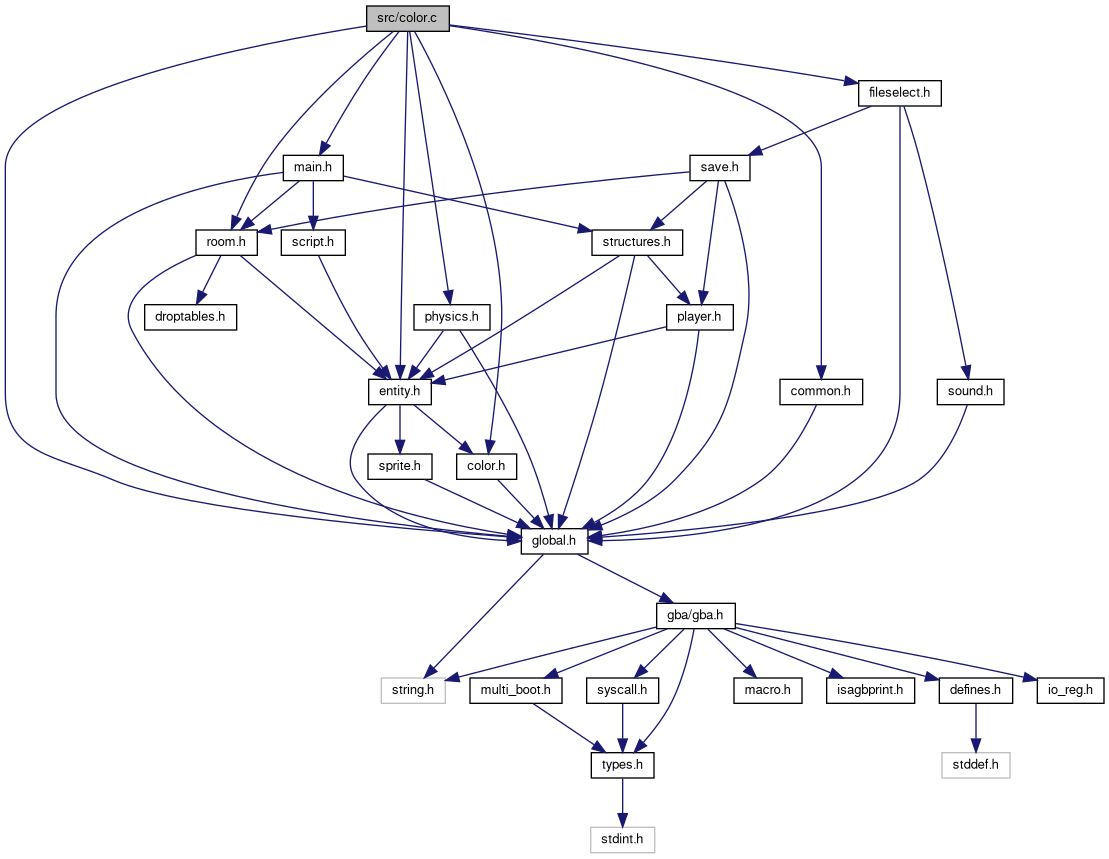 src/color.c
fileselect.h
main.h
save.h
room.h
script.h
structures.h
droptables.h
physics.h
player.h
entity.h
common.h
sound.h
sprite.h
color.h
global.h
gba/gba.h
string.h
multi_boot.h
syscall.h
macro.h
isagbprint.h
defines.h
io_reg.h
types.h
stddef.h
stdint.h